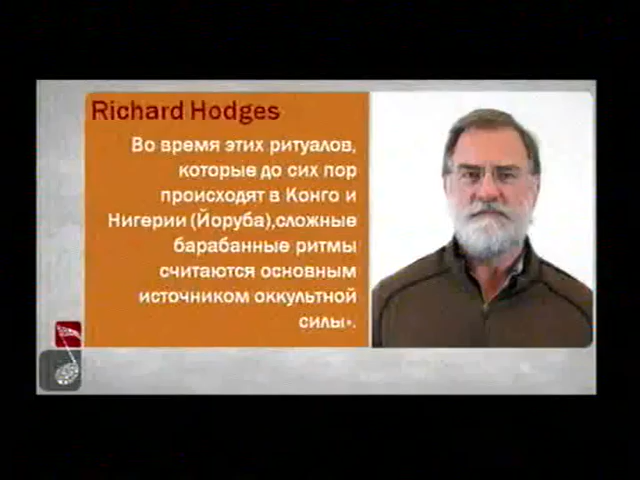 Richard Hodges
Во время этих ритуалов,
которые до сих пор
происходят в Конго и
Нигерии (Йоруба),сложные
барабанные ритмы
считаются основным
источником оккультной
силы».